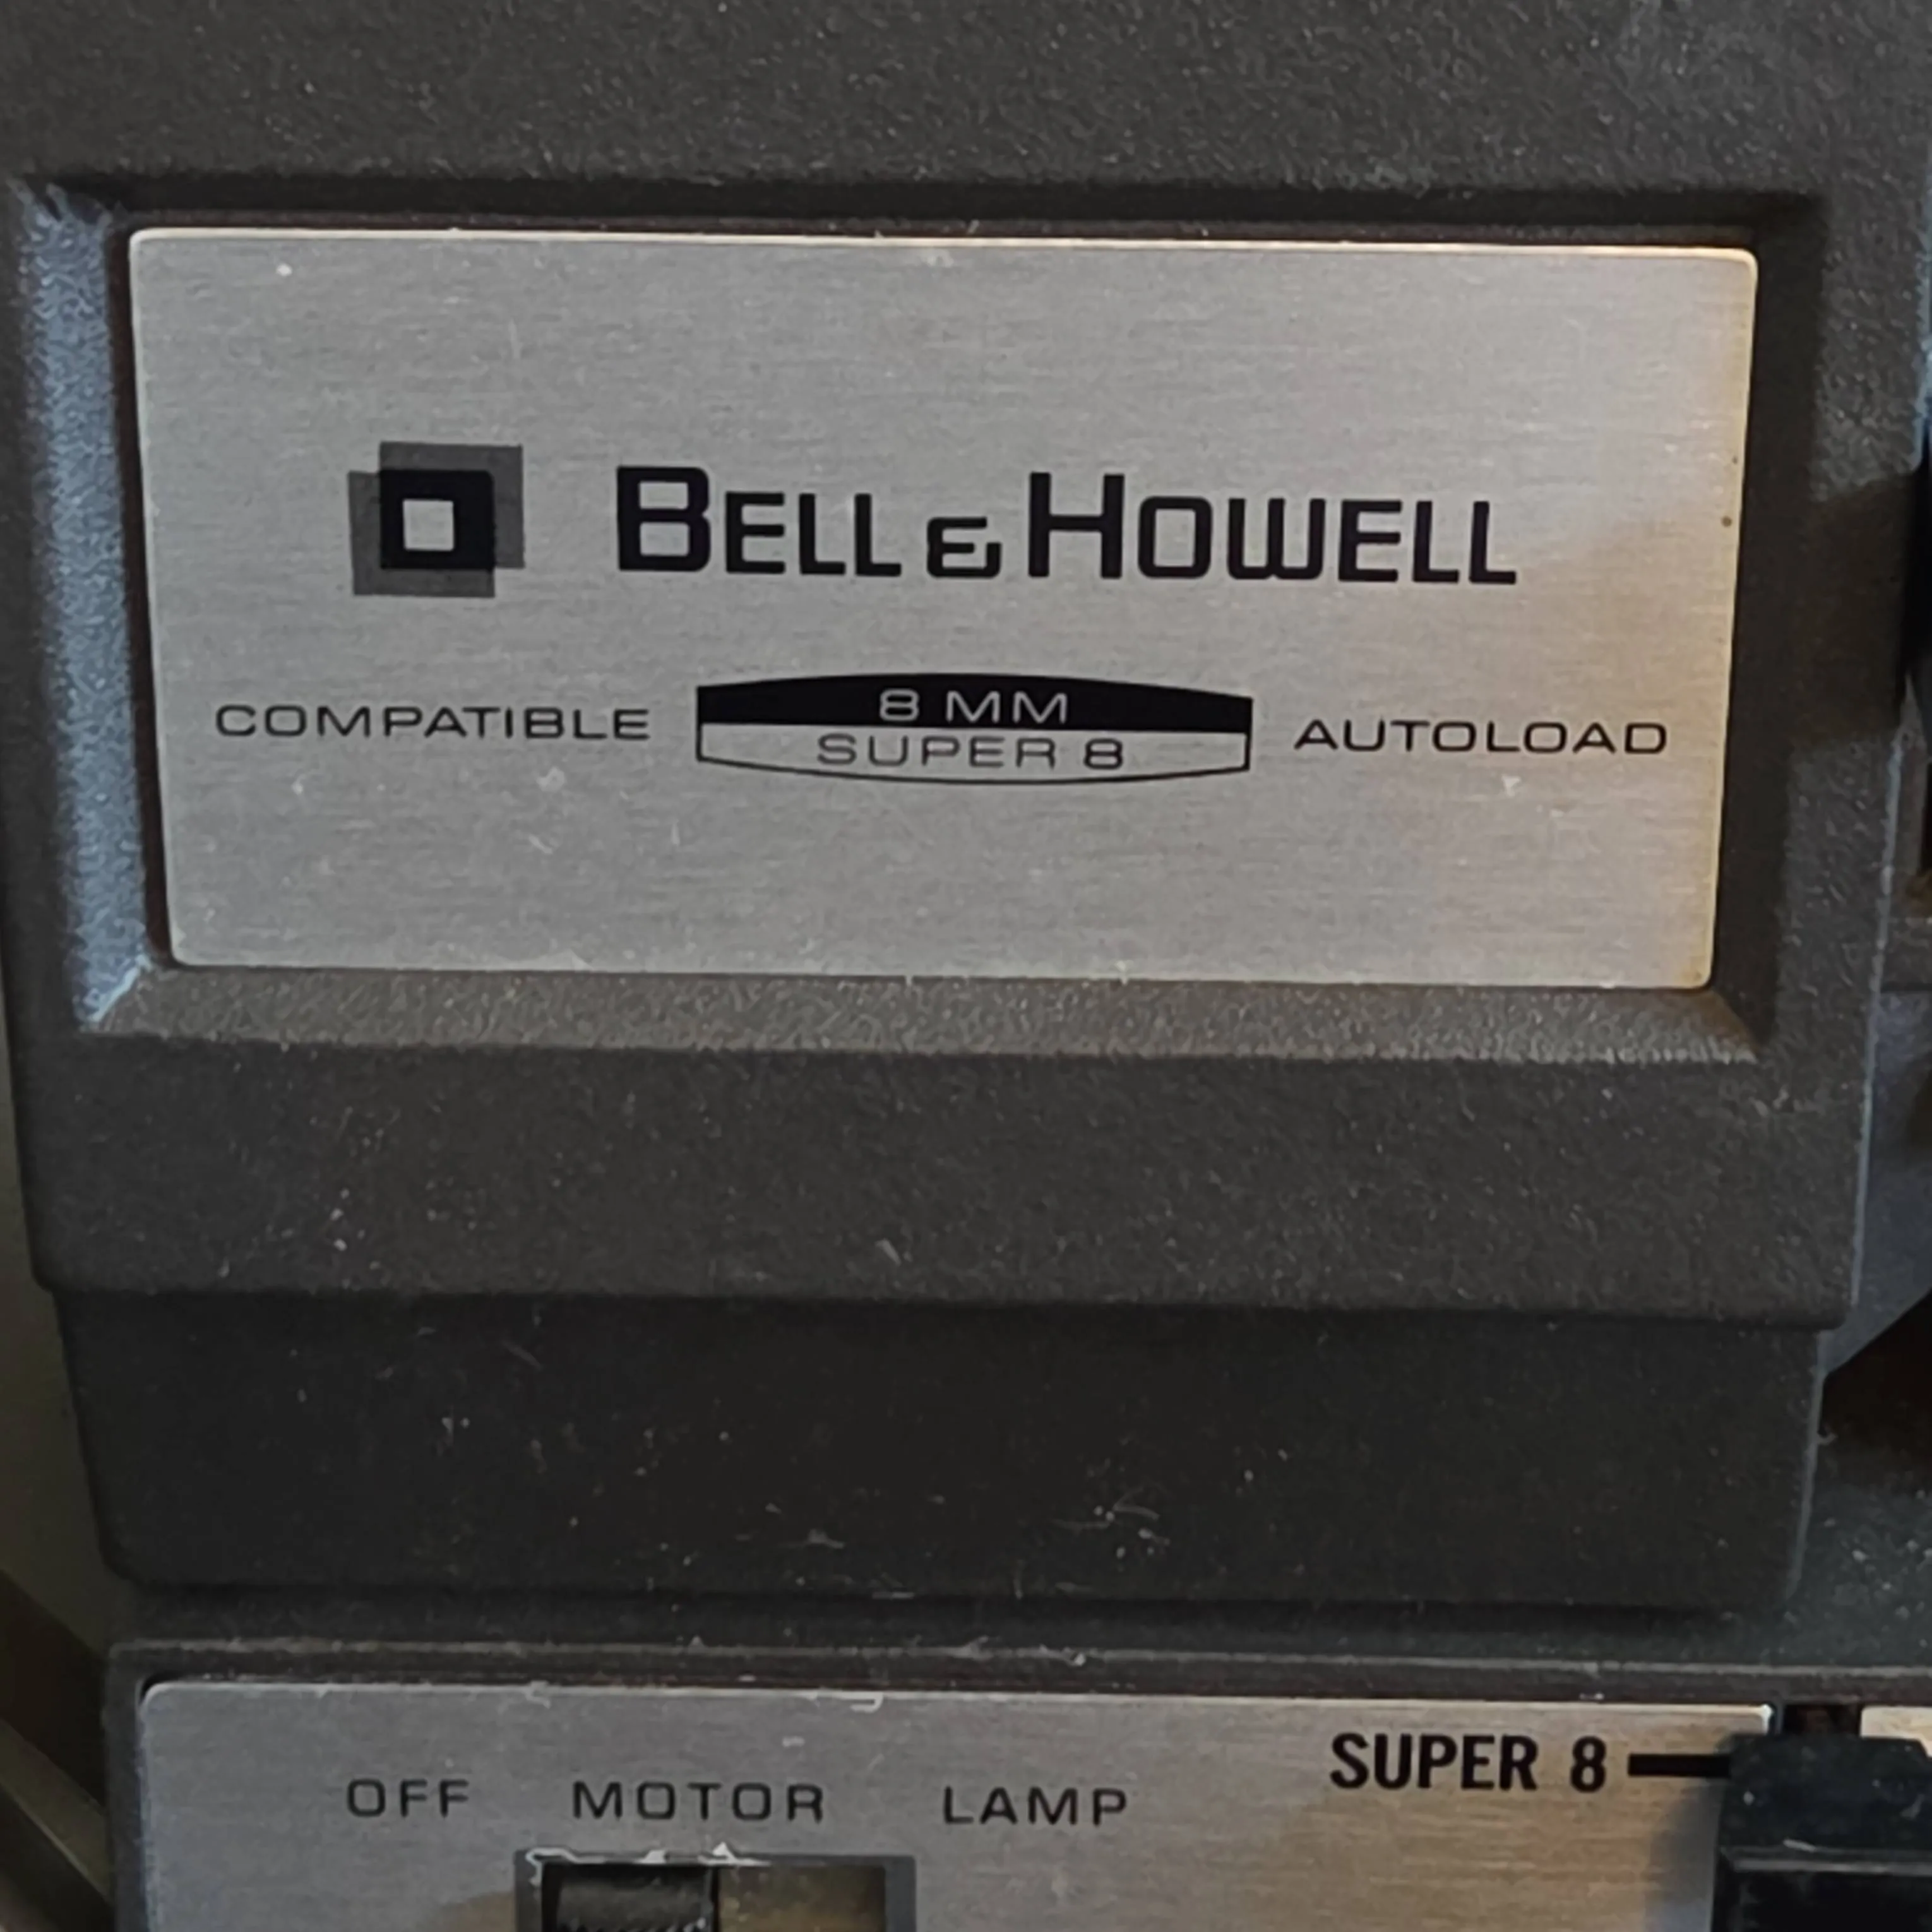 BELL & HOWELL
COMPATIBLE 8 MM SUPER 8 AUTOLOAD
OFF MOTOR LAMP SUPER 8